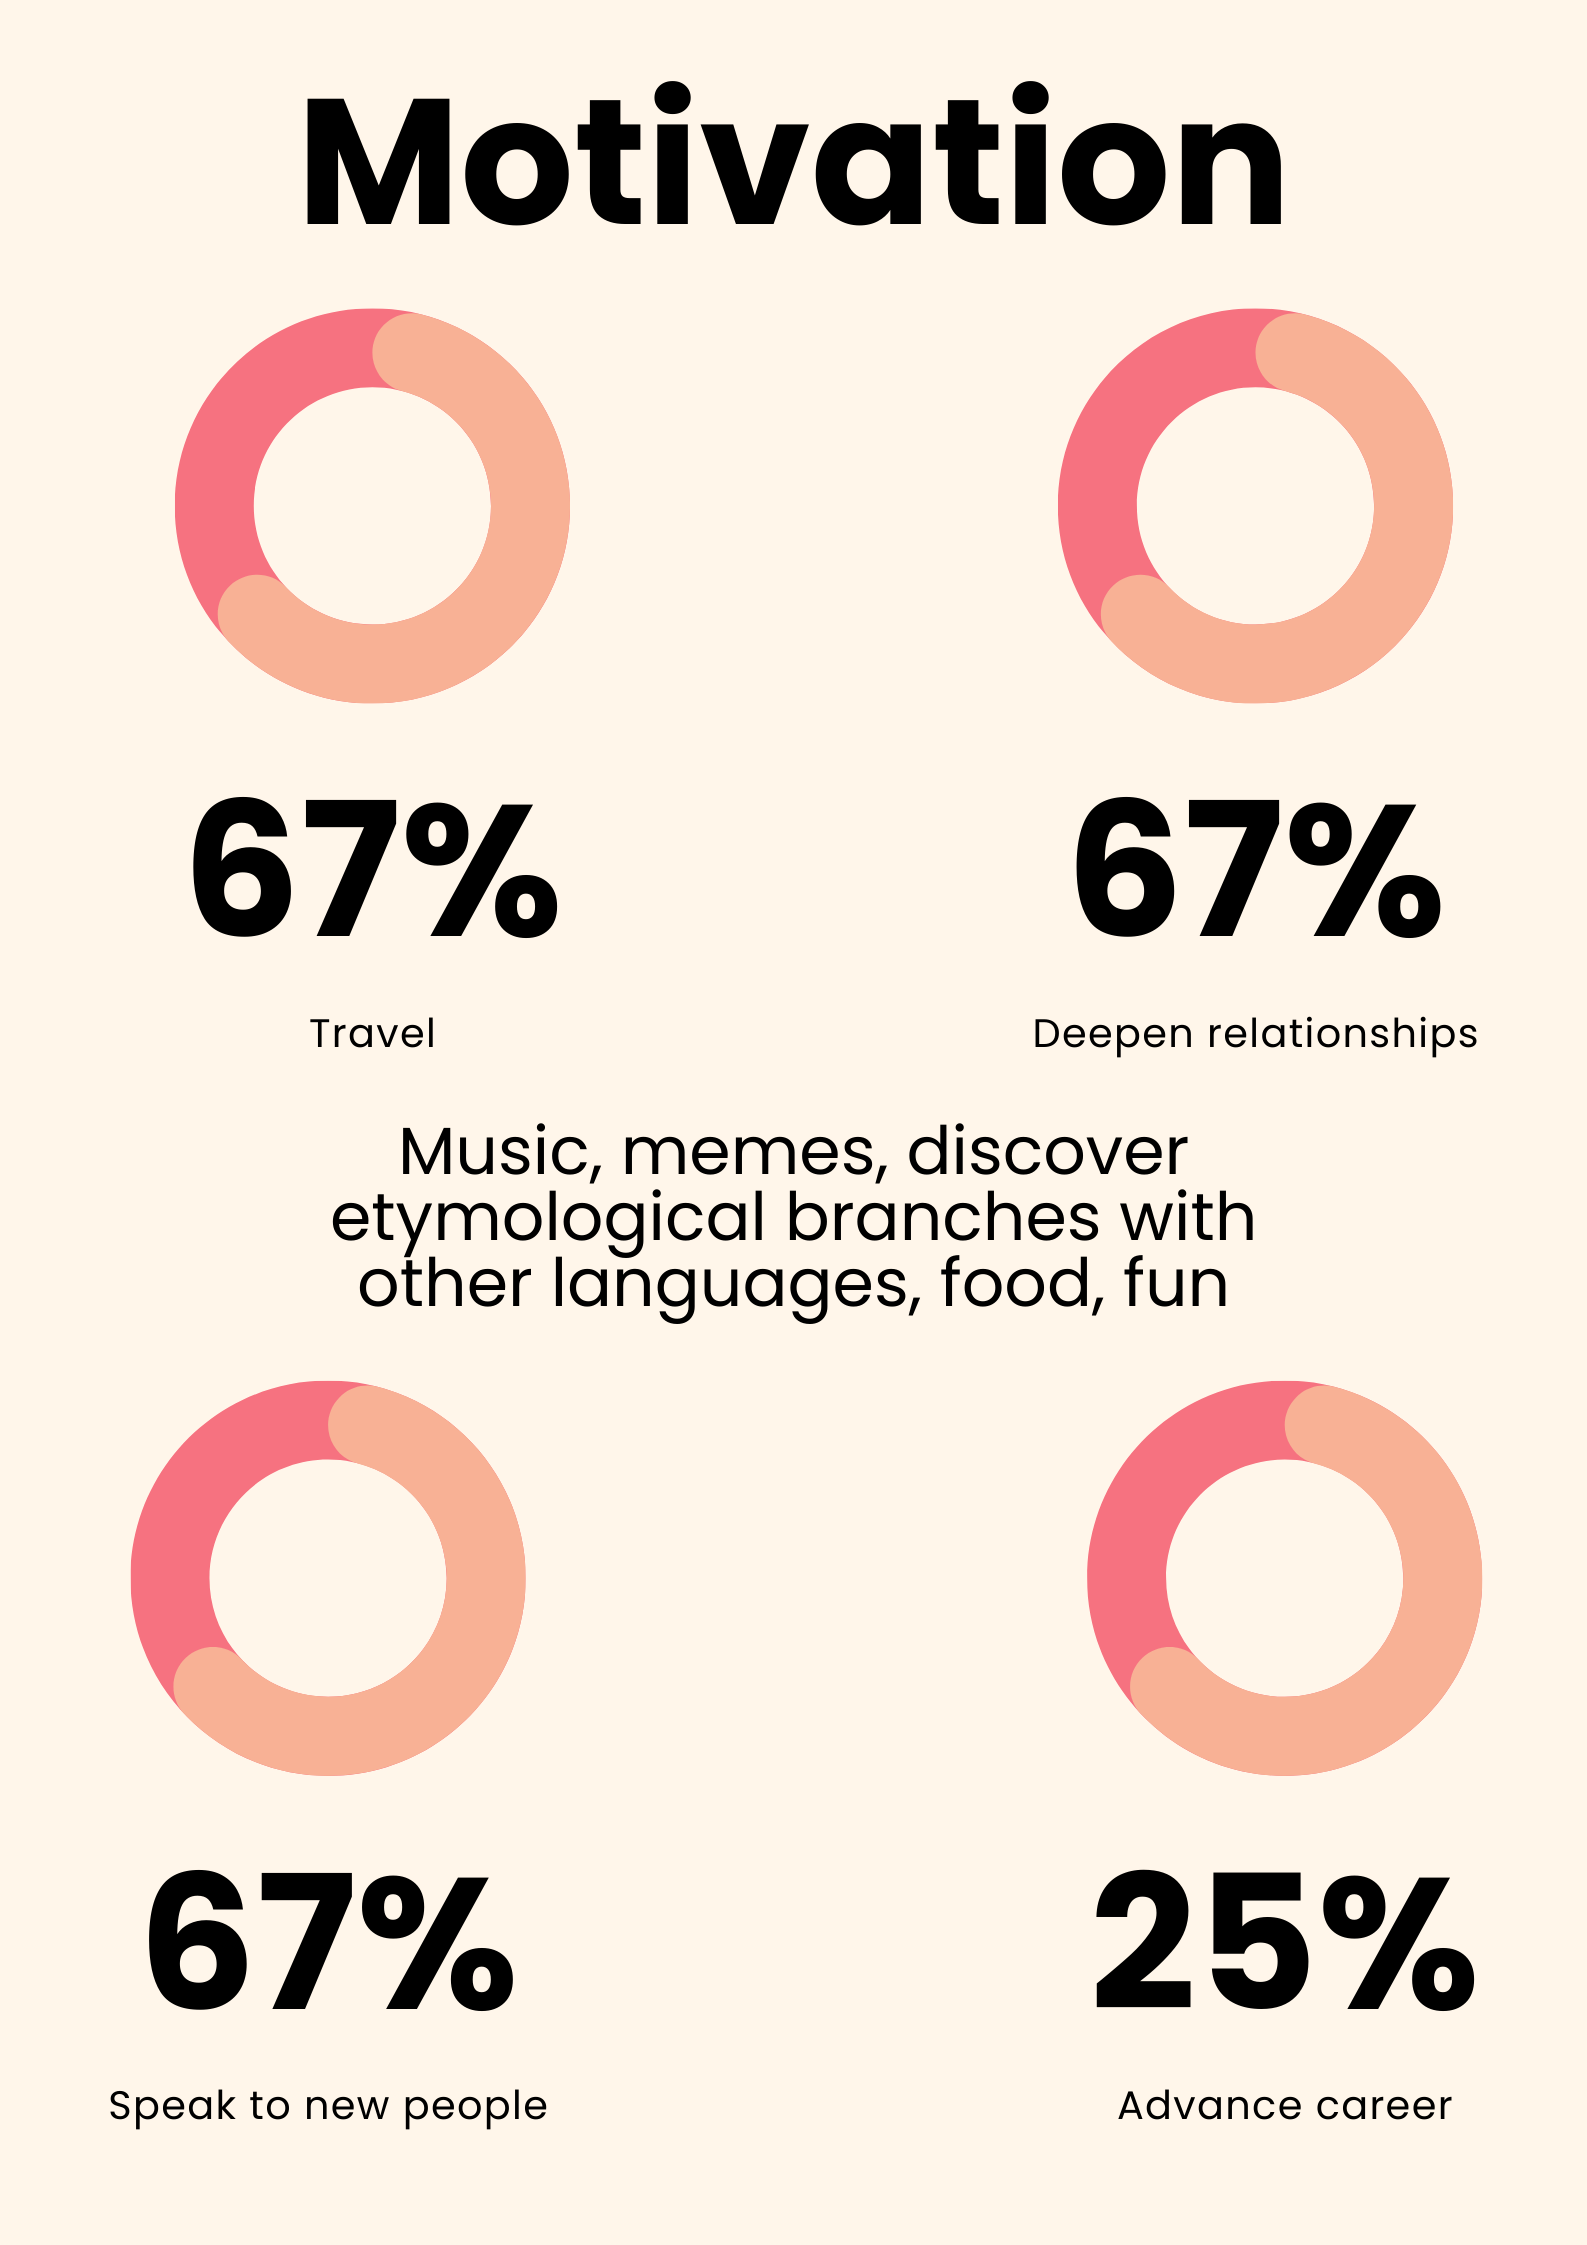 Motivation
67%
67%
Travel
Deepen relationships
Music, memes, discover
etymological branches with
other languages, food, fun
67%
25%
Speak to new people
Advance career